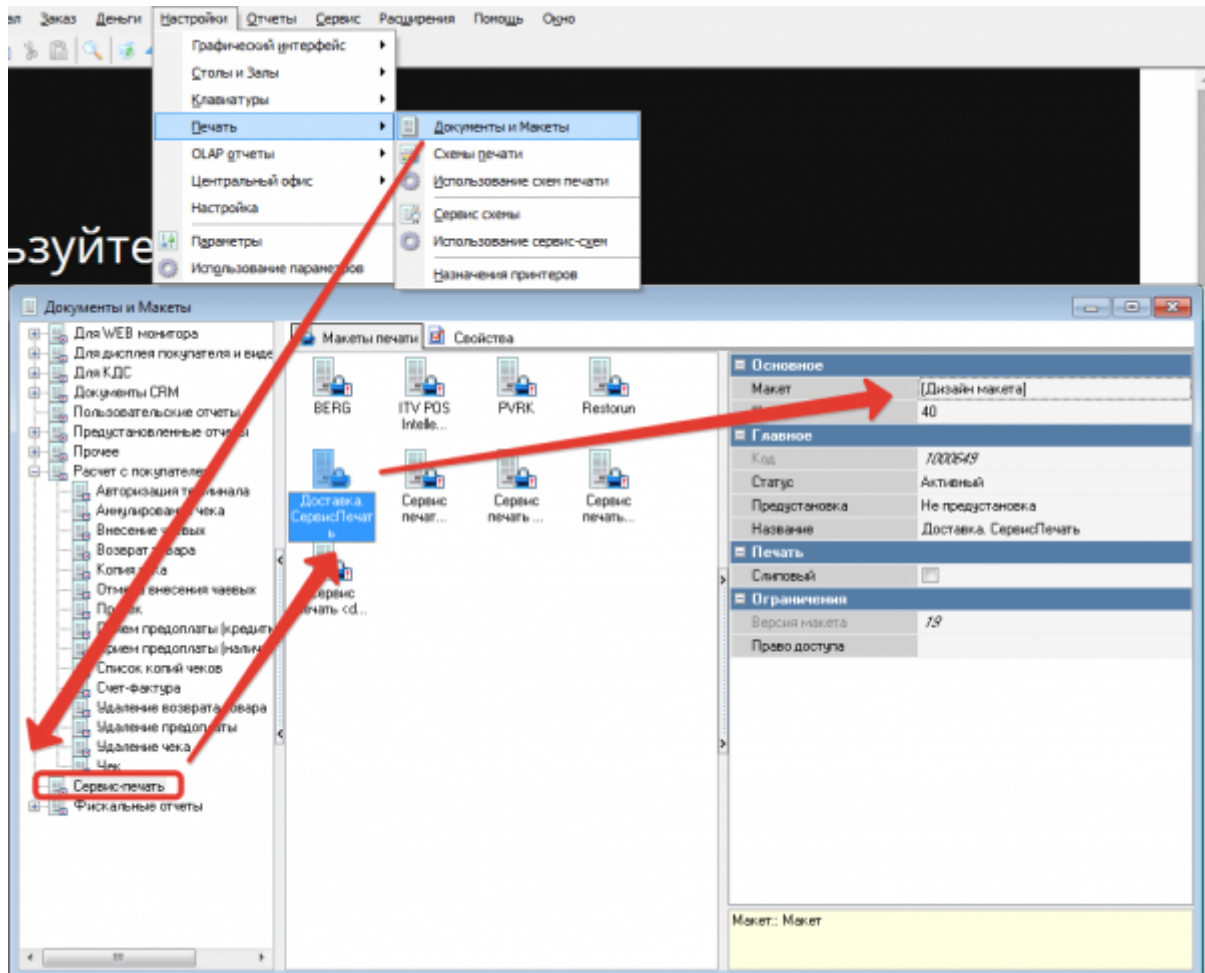 ал Заказ Деньги Настройки Отчеты Сервис Расширения Помощь Окно
Графический интерфейс
Столы и Залы
Клавиатуры
Печать
OLAP отчеты
Центральный офис
Настройка
Параметры
Использование параметров
Документы и Макеты
Схемы печати
Использование схем печати
Сервис схемы
Использование сервис-схем
Назначения принтеров
ьзуйте
Документы и Макеты
Для WEB монитора
Для дисплея покупателя и виде
Для КДС
Документы CRM
Пользовательские отчеты
Предустановленные отчеты
Прочее
Расчет с покупателем
Авторизация терминала
Аннулирование чека
Внесение чаевых
Возврат товара
Копия чека
Отмена внесения чаевых
Прием предоплаты (кредитн
Прием предоплаты (налич
Список копий чеков
Счет-фактура
Удаление возврата товара
Удаление предоплаты
Удаление чека
Чек
Сервис-печать
Фискальные отчеты
Макеты печати Свойства
BERG
ITV POS
Intelle...
PVRK
Restorun
Доставка.
СервисПечат
ь
Сервис
печат...
Сервис
печать ...
Сервис
печать...
Сервис
печать <d...
Основное
Макет [Дизайн макета]
40
Главное
Код 1000649
Статус Активный
Предустановка Не предустановка
Название Доставка. СервисПечать
Печать
Слиповый
Ограничения
Версия макета 19
Право доступа
Макет:: Макет